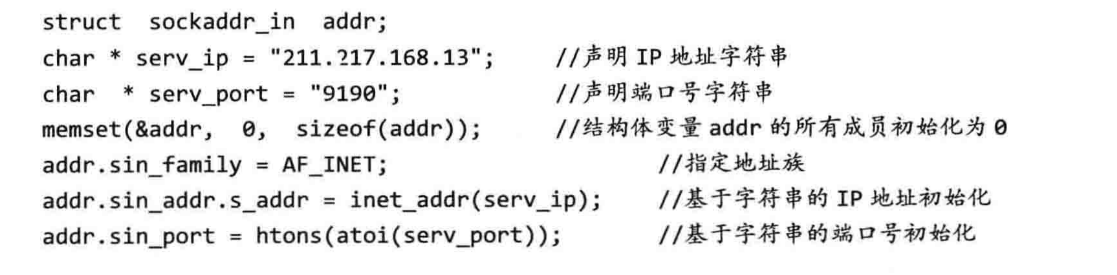 struct  sockaddr_in  addr;
char * serv_ip = "211.217.168.13";    //声明 IP 地址字符串
char  * serv_port = "9190";    //声明端口号字符串
memset(&addr,  0,  sizeof(addr));    //结构体变量 addr 的所有成员初始化为 0
addr.sin_family = AF_INET;    //指定地址族
addr.sin_addr.s_addr = inet_addr(serv_ip);    //基于字符串的 IP 地址初始化
addr.sin_port = htons(atoi(serv_port));    //基于字符串的端口号初始化